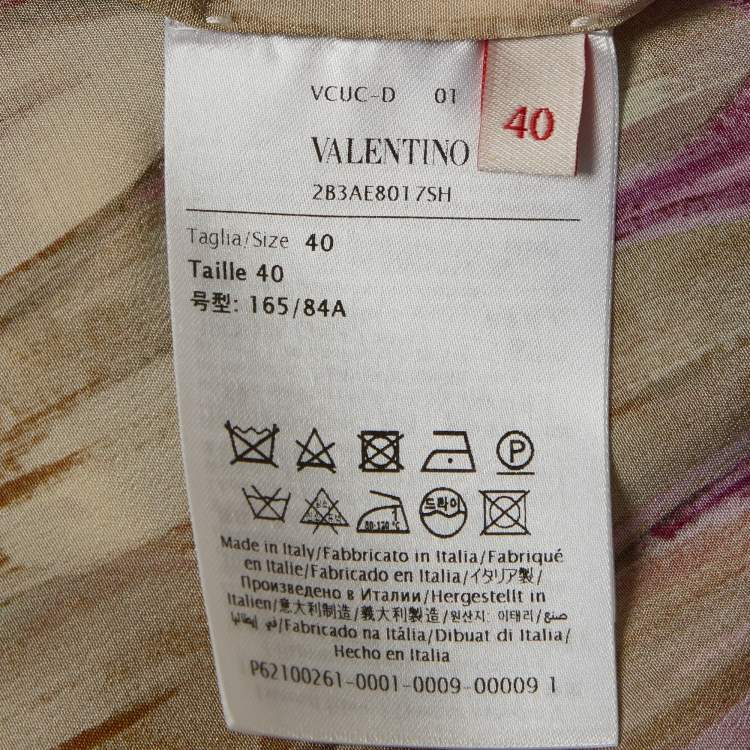 VCUC-D 01
40
VALENTINO
2B3AE8017SH
Taglia/Size 40
Taille 40
号型: 165/84A
P
드라이
Made in Italy/Fabbricato in Italia/Fabriqué
en Italie/Fabricado en Italia/イタリア製/
Произведено в Италии/Hergestellt in
Italien/意大利制造/義大利製造/원산지: 이태리/صنع
في إيطاليا/Fabricado na Itália/Dibuat di Italia/
Hecho en Italia
P62100261-0001-0009-00009 1